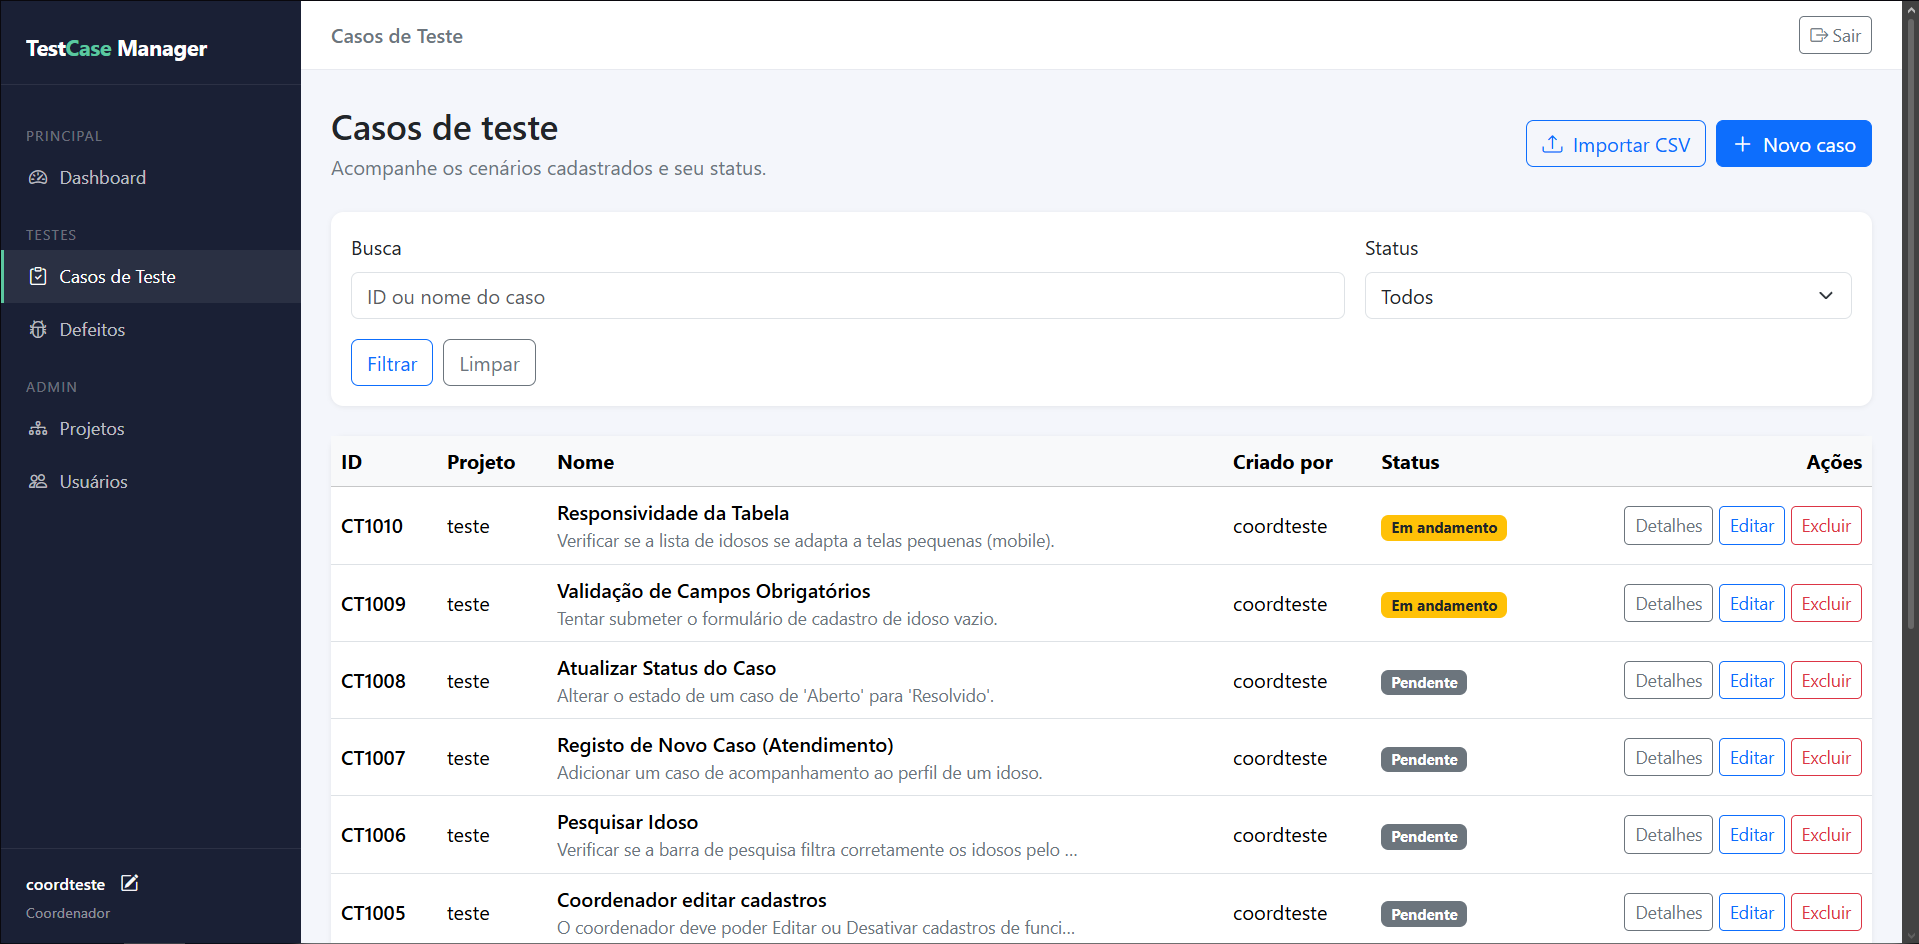 TestCase Manager
PRINCIPAL
Dashboard
TESTES
Casos de Teste
Defeitos
ADMIN
Projetos
Usuários
coordteste
Coordenador
Casos de Teste
Sair
Casos de teste
Acompanhe os cenários cadastrados e seu status.
Importar CSV
Novo caso
Busca
Status
ID ou nome do caso
Todos
Filtrar
Limpar
ID Projeto Nome Criado por Status Ações
CT1010 teste Responsividade da Tabela coordteste Em andamento Detalhes Editar Excluir
Verificar se a lista de idosos se adapta a telas pequenas (mobile).
CT1009 teste Validação de Campos Obrigatórios coordteste Em andamento Detalhes Editar Excluir
Tentar submeter o formulário de cadastro de idoso vazio.
CT1008 teste Atualizar Status do Caso coordteste Pendente Detalhes Editar Excluir
Alterar o estado de um caso de 'Aberto' para 'Resolvido'.
CT1007 teste Registo de Novo Caso (Atendimento) coordteste Pendente Detalhes Editar Excluir
Adicionar um caso de acompanhamento ao perfil de um idoso.
CT1006 teste Pesquisar Idoso coordteste Pendente Detalhes Editar Excluir
Verificar se a barra de pesquisa filtra corretamente os idosos pelo ...
CT1005 teste Coordenador editar cadastros coordteste Pendente Detalhes Editar Excluir
O coordenador deve poder Editar ou Desativar cadastros de funci...